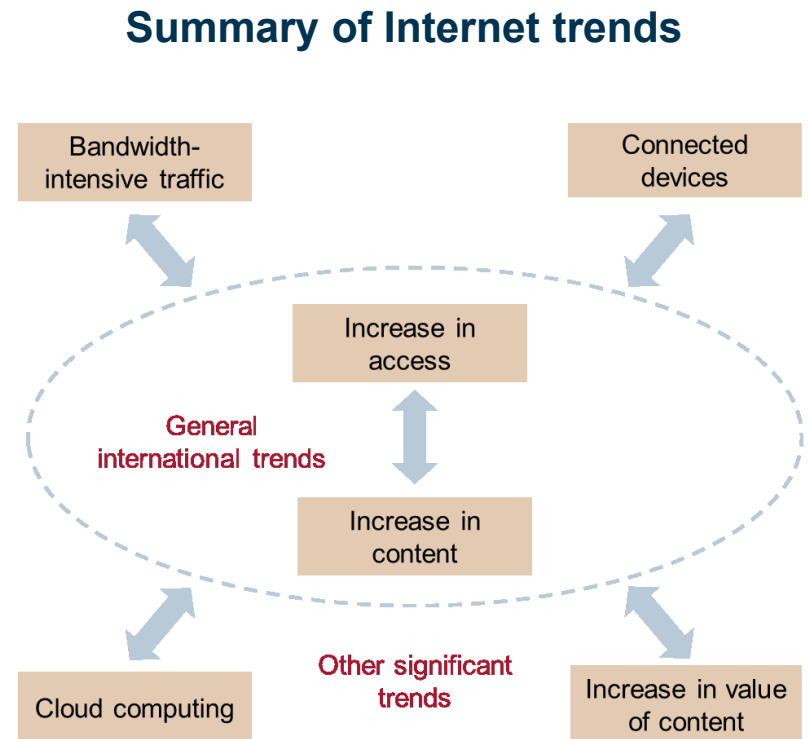 Summary of Internet trends
Bandwidth-
intensive traffic
Connected
devices
Increase in
access
General
international trends
Increase in
content
Other significant
trends
Cloud computing
Increase in value
of content